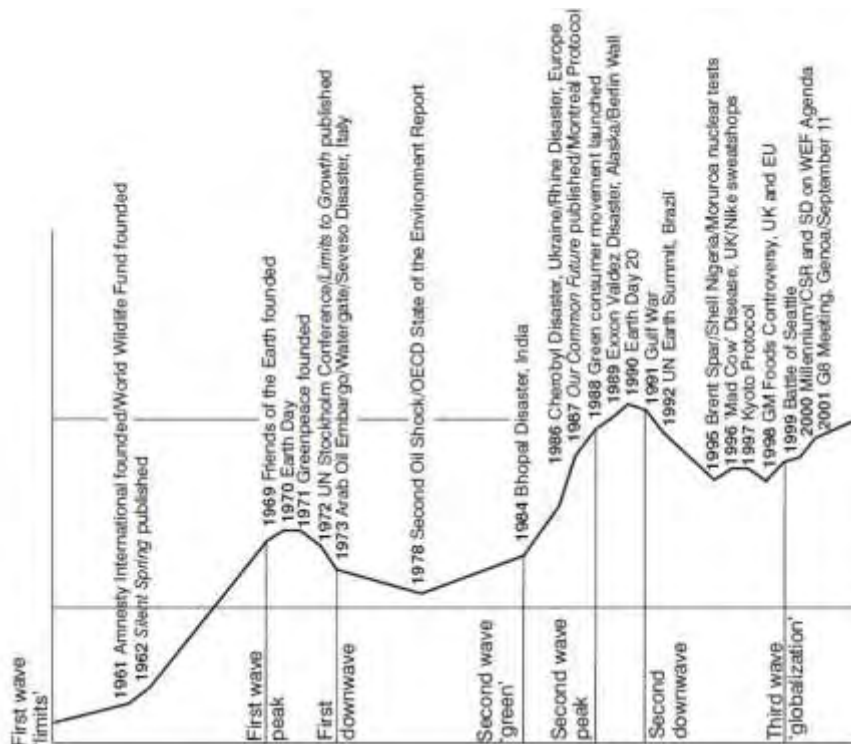 First wave
'limits'
1961 Amnesty International founded/World Wildlife Fund founded
1962 Silent Spring published
First wave
peak
1969 Friends of the Earth founded
1970 Earth Day
1971 Greenpeace founded
First
downwave
1972 UN Stockholm Conference/Limits to Growth published
1973 Arab Oil Embargo/Watergate/Seveso Disaster, Italy
1978 Second Oil Shock/OECD State of the Environment Report
Second wave
'green'
1984 Bhopal Disaster, India
1986 Cherobyl Disaster, Ukraine/Rhine Disaster, Europe
1987 Our Common Future published/Montreal Protocol
Second wave
peak
1988 Green consumer movement launched
1989 Exxon Valdez Disaster, Alaska/Berlin Wall
1990 Earth Day 20
Second
downwave
1991 Gulf War
1992 UN Earth Summit, Brazil
1995 Brent Spar/Shell Nigeria/Moruroa nuclear tests
1996 'Mad Cow' Disease, UK/Nike sweatshops
1997 Kyoto Protocol
1998 GM Foods Controversy, UK and EU
Third wave
'globalization'
1999 Battle of Seattle
2000 Millennium/CSR and SD on WEF Agenda
2001 G8 Meeting, Genoa/September 11